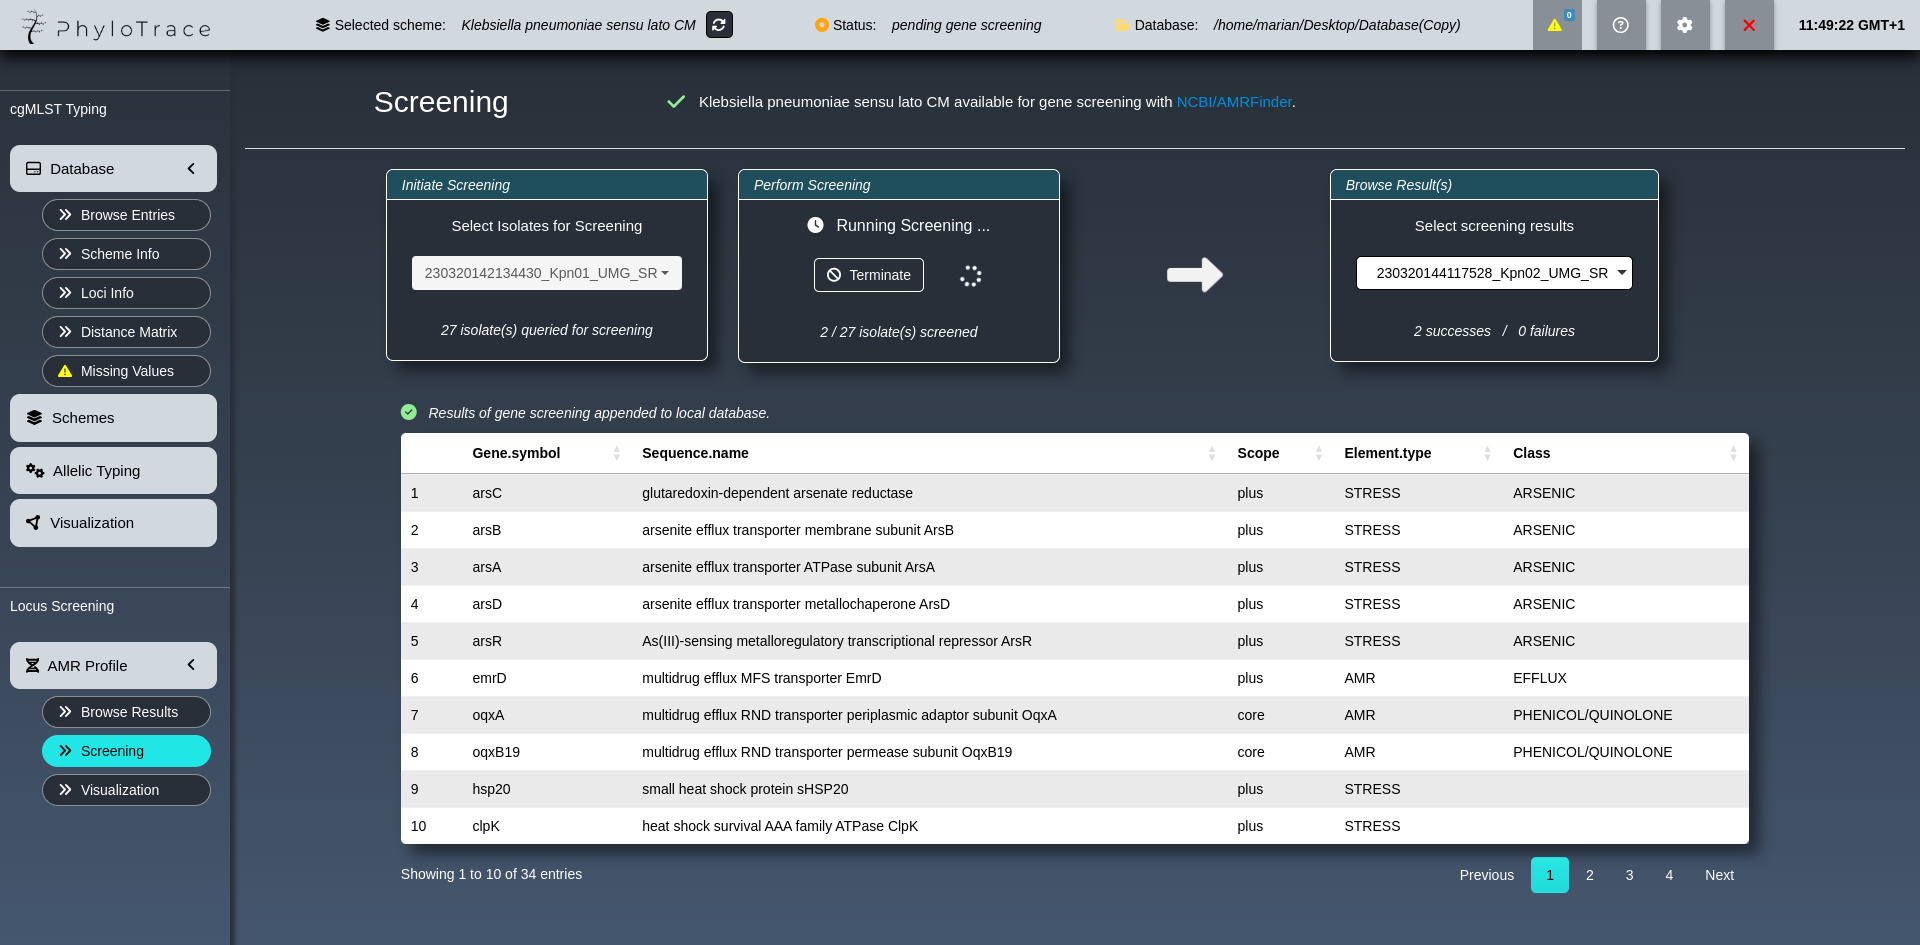 PhyloTrace
Selected scheme: Klebsiella pneumoniae sensu lato CM
Status: pending gene screening
Database: /home/marian/Desktop/Database(Copy)
0
11:49:22 GMT+1
cgMLST Typing
Database
Browse Entries
Scheme Info
Loci Info
Distance Matrix
Missing Values
Schemes
Allelic Typing
Visualization
Locus Screening
AMR Profile
Browse Results
Screening
Visualization
Screening
Klebsiella pneumoniae sensu lato CM available for gene screening with NCBI/AMRFinder.
Initiate Screening
Select Isolates for Screening
230320142134430_Kpn01_UMG_SR
27 isolate(s) queried for screening
Perform Screening
Running Screening ...
Terminate
2 / 27 isolate(s) screened
Browse Result(s)
Select screening results
230320144117528_Kpn02_UMG_SR
2 successes / 0 failures
Results of gene screening appended to local database.
Gene.symbol Sequence.name Scope Element.type Class
1 arsC glutaredoxin-dependent arsenate reductase plus STRESS ARSENIC
2 arsB arsenite efflux transporter membrane subunit ArsB plus STRESS ARSENIC
3 arsA arsenite efflux transporter ATPase subunit ArsA plus STRESS ARSENIC
4 arsD arsenite efflux transporter metallochaperone ArsD plus STRESS ARSENIC
5 arsR As(III)-sensing metalloregulatory transcriptional repressor ArsR plus STRESS ARSENIC
6 emrD multidrug efflux MFS transporter EmrD plus AMR EFFLUX
7 oqxA multidrug efflux RND transporter periplasmic adaptor subunit OqxA core AMR PHENICOL/QUINOLONE
8 oqxB19 multidrug efflux RND transporter permease subunit OqxB19 core AMR PHENICOL/QUINOLONE
9 hsp20 small heat shock protein sHSP20 plus STRESS
10 clpK heat shock survival AAA family ATPase ClpK plus STRESS
Showing 1 to 10 of 34 entries
Previous 1 2 3 4 Next